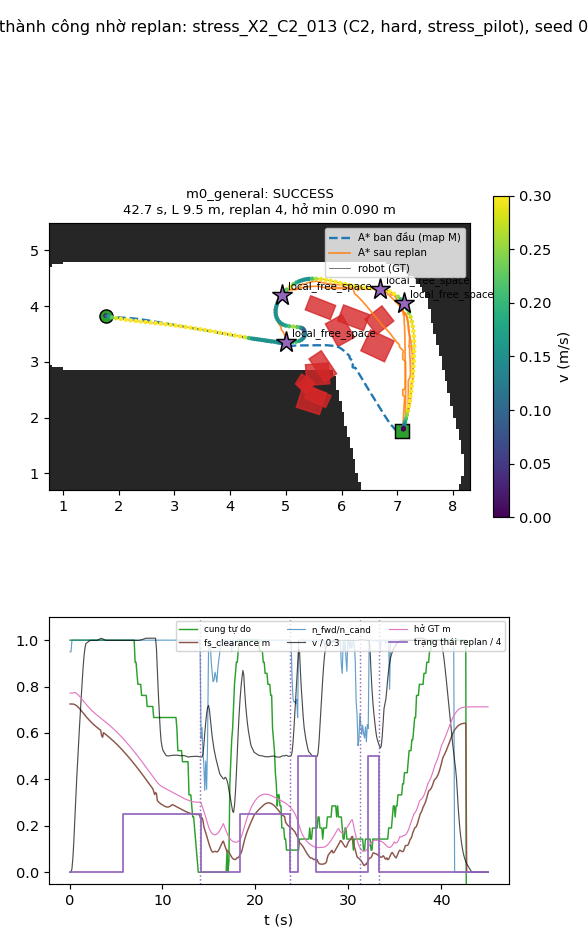 thành công nhờ replan: stress_X2_C2_013 (C2, hard, stress_pilot), seed 0
m0_general: SUCCESS
42.7 s, L 9.5 m, replan 4, hở min 0.090 m
A* ban đầu (map M)
A* sau replan
robot (GT)
local_free_space
local_free_space
local_free_space
local_free_space
5
4
3
2
1
1 2 3 4 5 6 7 8
0.30
0.25
0.20
0.15
0.10
0.05
0.00
v (m/s)
cung tự do
fs_clearance m
n_fwd/n_cand
v / 0.3
hở GT m
trạng thái replan / 4
1.0
0.8
0.6
0.4
0.2
0.0
0 10 20 30 40
t (s)